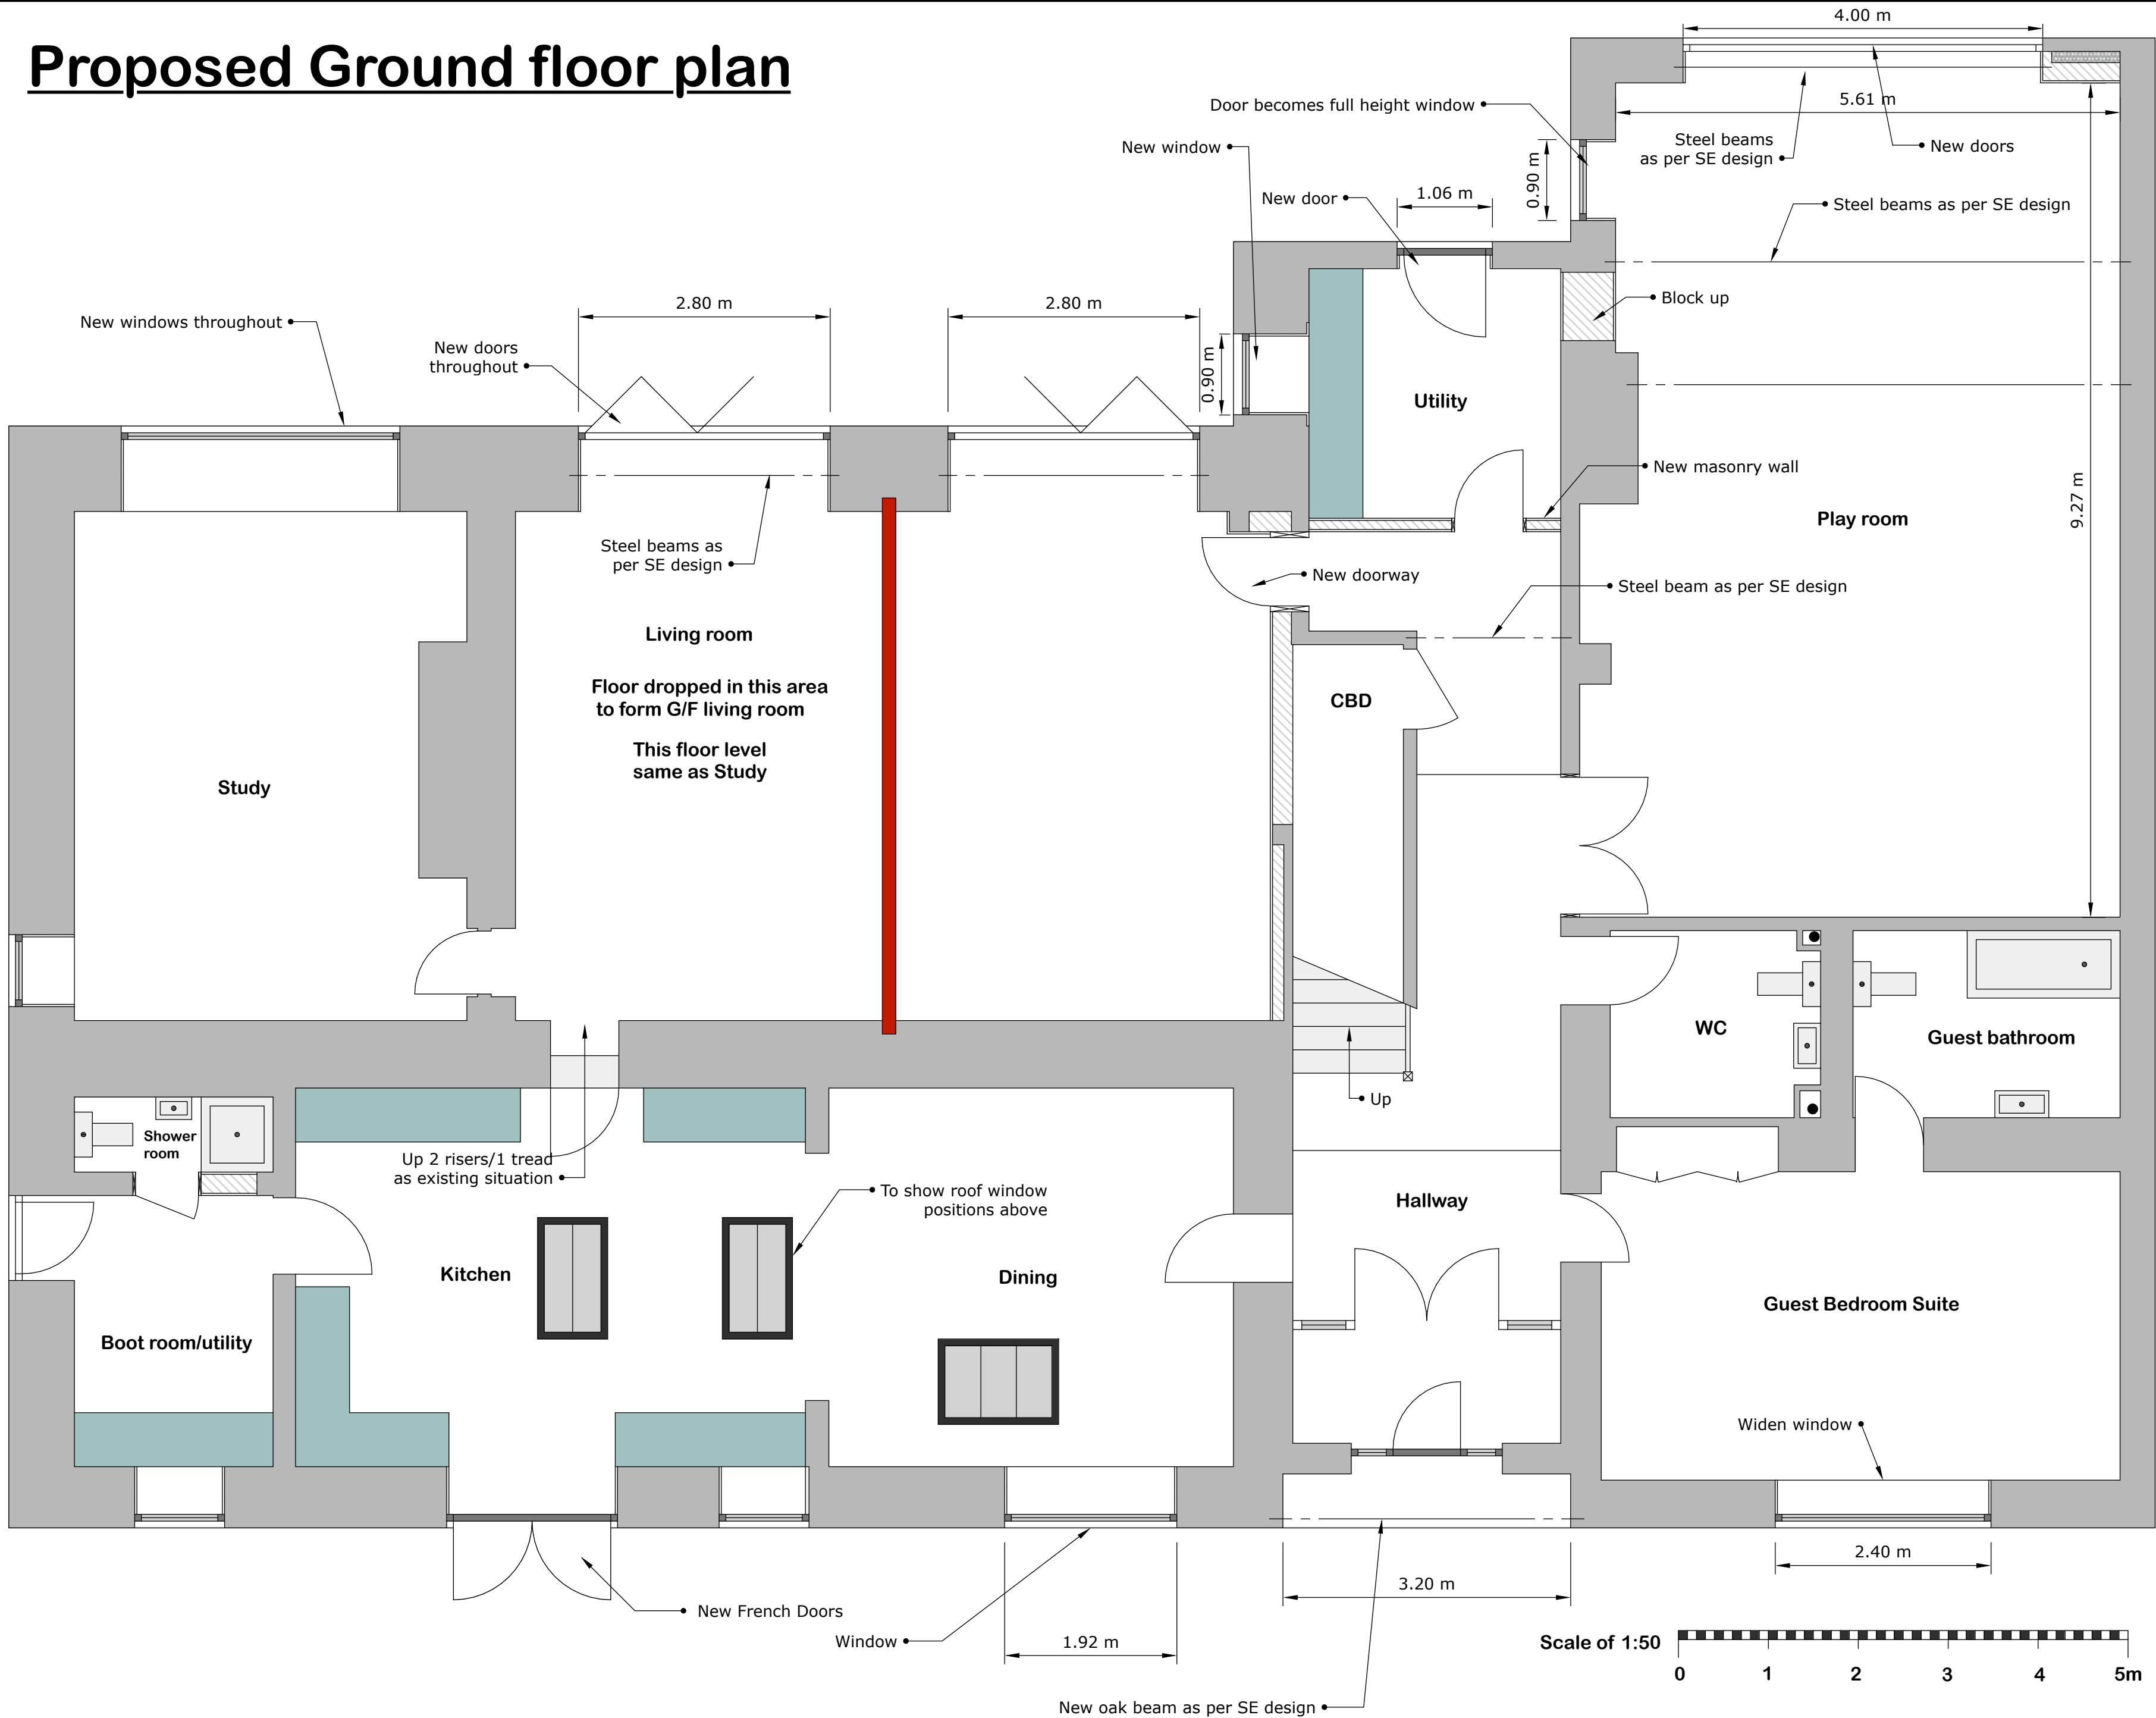 Proposed Ground floor plan
4.00 m
Door becomes full height window
5.61 m
New window
Steel beams
as per SE design
New doors
0.90 m
New door
1.06 m
Steel beams as per SE design
Block up
New windows throughout
2.80 m
2.80 m
New doors
throughout
0.90 m
Utility
New masonry wall
9.27 m
Play room
Steel beams as
per SE design
New doorway
Steel beam as per SE design
Living room
Floor dropped in this area
to form G/F living room
This floor level
same as Study
CBD
Study
WC
Guest bathroom
Up
Shower
room
Up 2 risers/1 tread
as existing situation
To show roof window
positions above
Hallway
Kitchen
Dining
Guest Bedroom Suite
Boot room/utility
Widen window
2.40 m
3.20 m
New French Doors
Window
1.92 m
Scale of 1:50
0 1 2 3 4 5m
New oak beam as per SE design